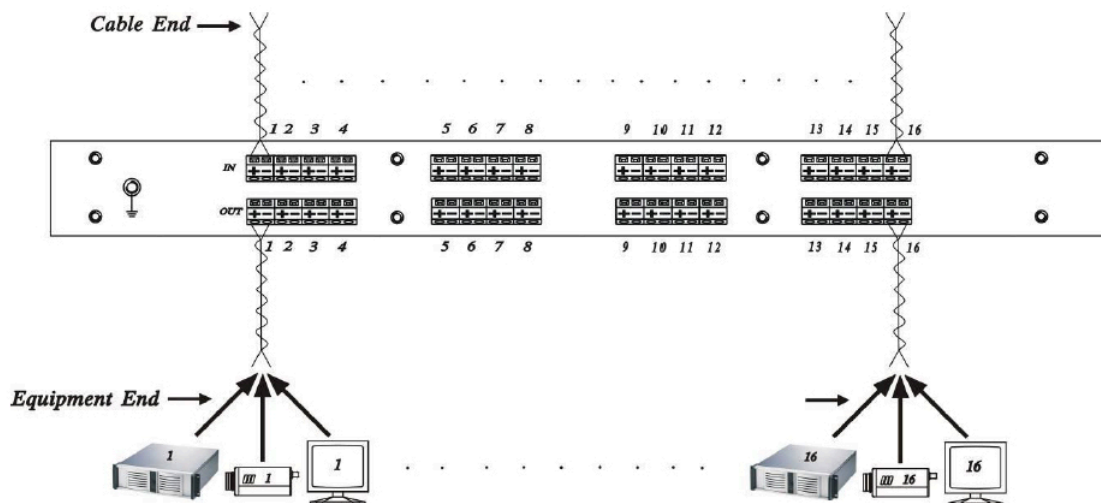 Cable End
1 2 3 4 5 6 7 8 9 10 11 12 13 14 15 16
IN
+ − + − + − + − + − + − + − + − + − + − + − + − + − + − + − + −
OUT
+ − + − + − + − + − + − + − + − + − + − + − + − + − + − + − + −
1 2 3 4 5 6 7 8 9 10 11 12 13 14 15 16
Equipment End
1 1 1 16 16 16